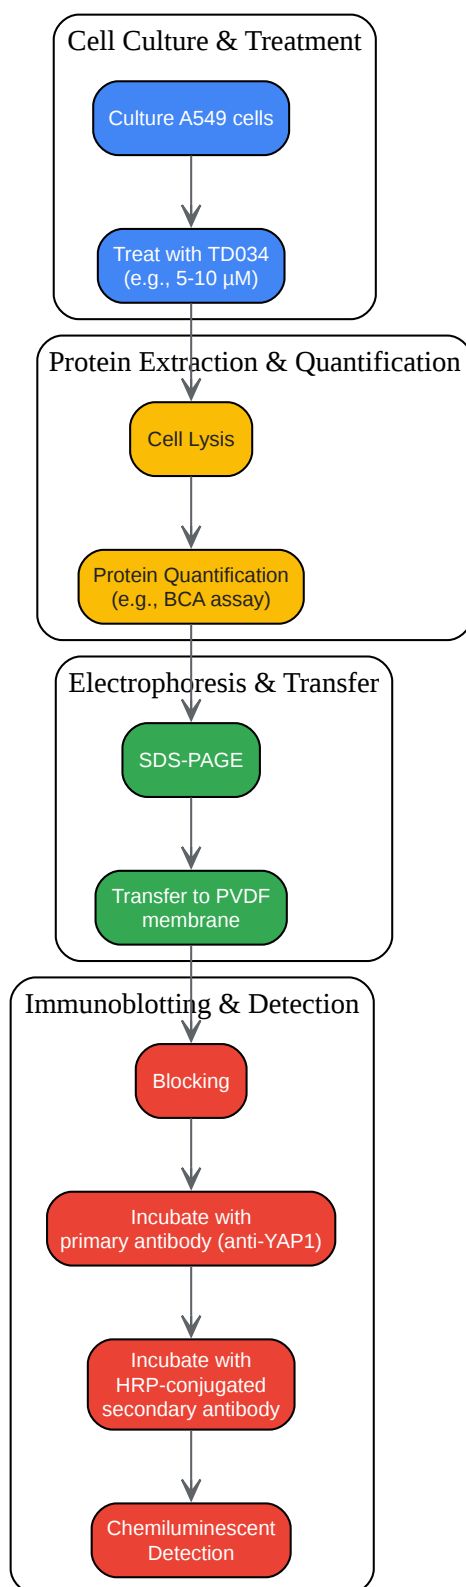 Cell Culture & Treatment
Culture A549 cells
Treat with TD034
(e.g., 5-10 µM)
Protein Extraction & Quantification
Cell Lysis
Protein Quantification
(e.g., BCA assay)
Electrophoresis & Transfer
SDS-PAGE
Transfer to PVDF
membrane
Immunoblotting & Detection
Blocking
Incubate with
primary antibody (anti-YAP1)
Incubate with
HRP-conjugated
secondary antibody
Chemiluminescent
Detection